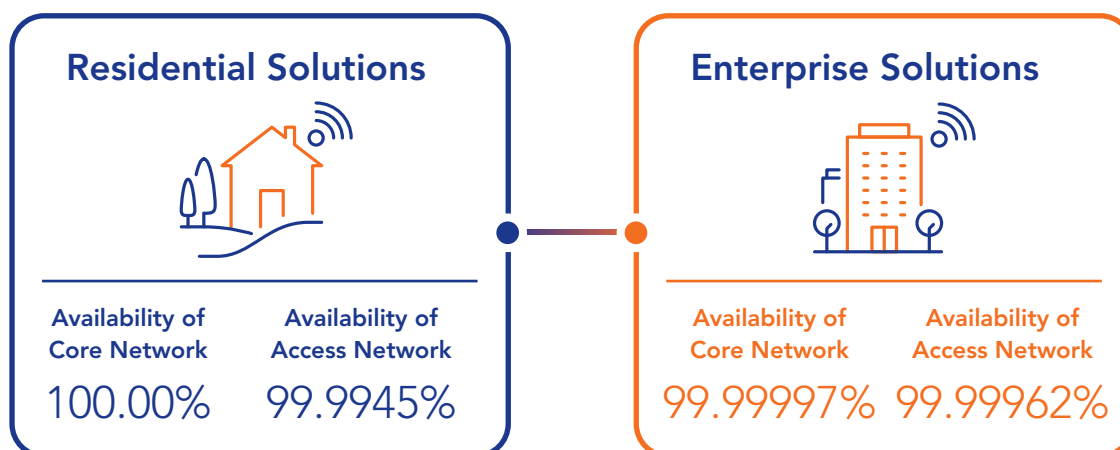 Residential Solutions
Availability of
Core Network
100.00%
Availability of
Access Network
99.9945%
Enterprise Solutions
Availability of
Core Network
99.99997%
Availability of
Access Network
99.99962%